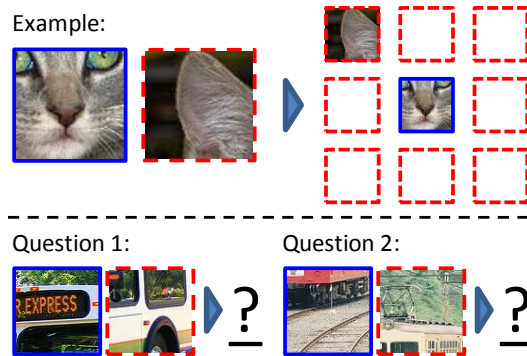 Example:
Question 1:
Question 2:
R.EXPRESS
?
?